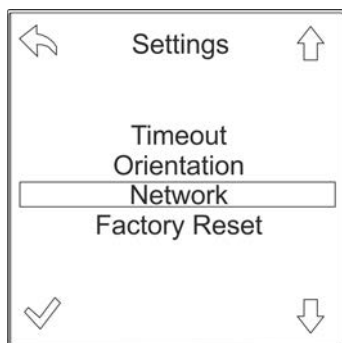 Settings
Timeout
Orientation
Network
Factory Reset